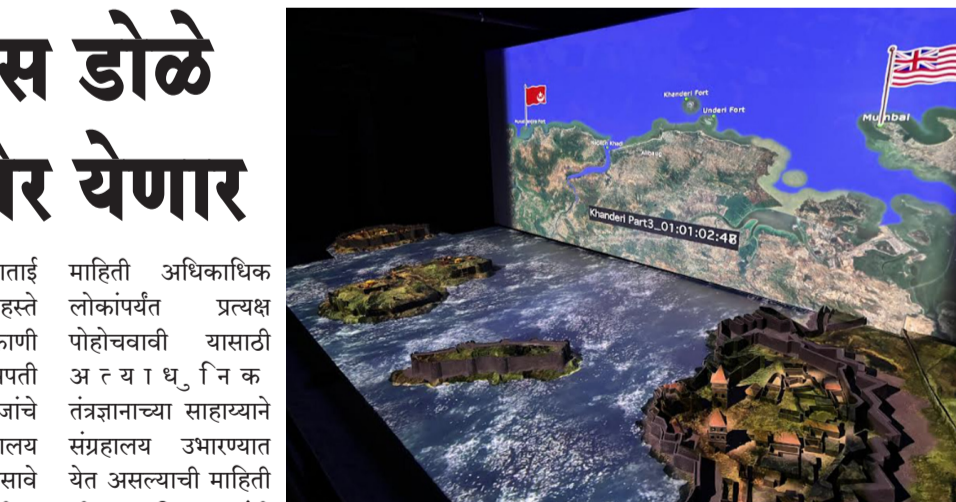 स डोळे
येणार
ताई
हस्ते
काणी
पती
जांचे
ालय
सावे
माहिती अधिकाधिक
लोकांपर्यंत प्रत्यक्ष
पोहोचवावी यासाठी
अत्याधुनिक
तंत्रज्ञानाच्या साहाय्याने
संग्रहालय उभारण्यात
येत असल्याची माहिती
Khanderi Fort
Underi Fort
Mumbai
Khanderi Part3_01:01:02:48